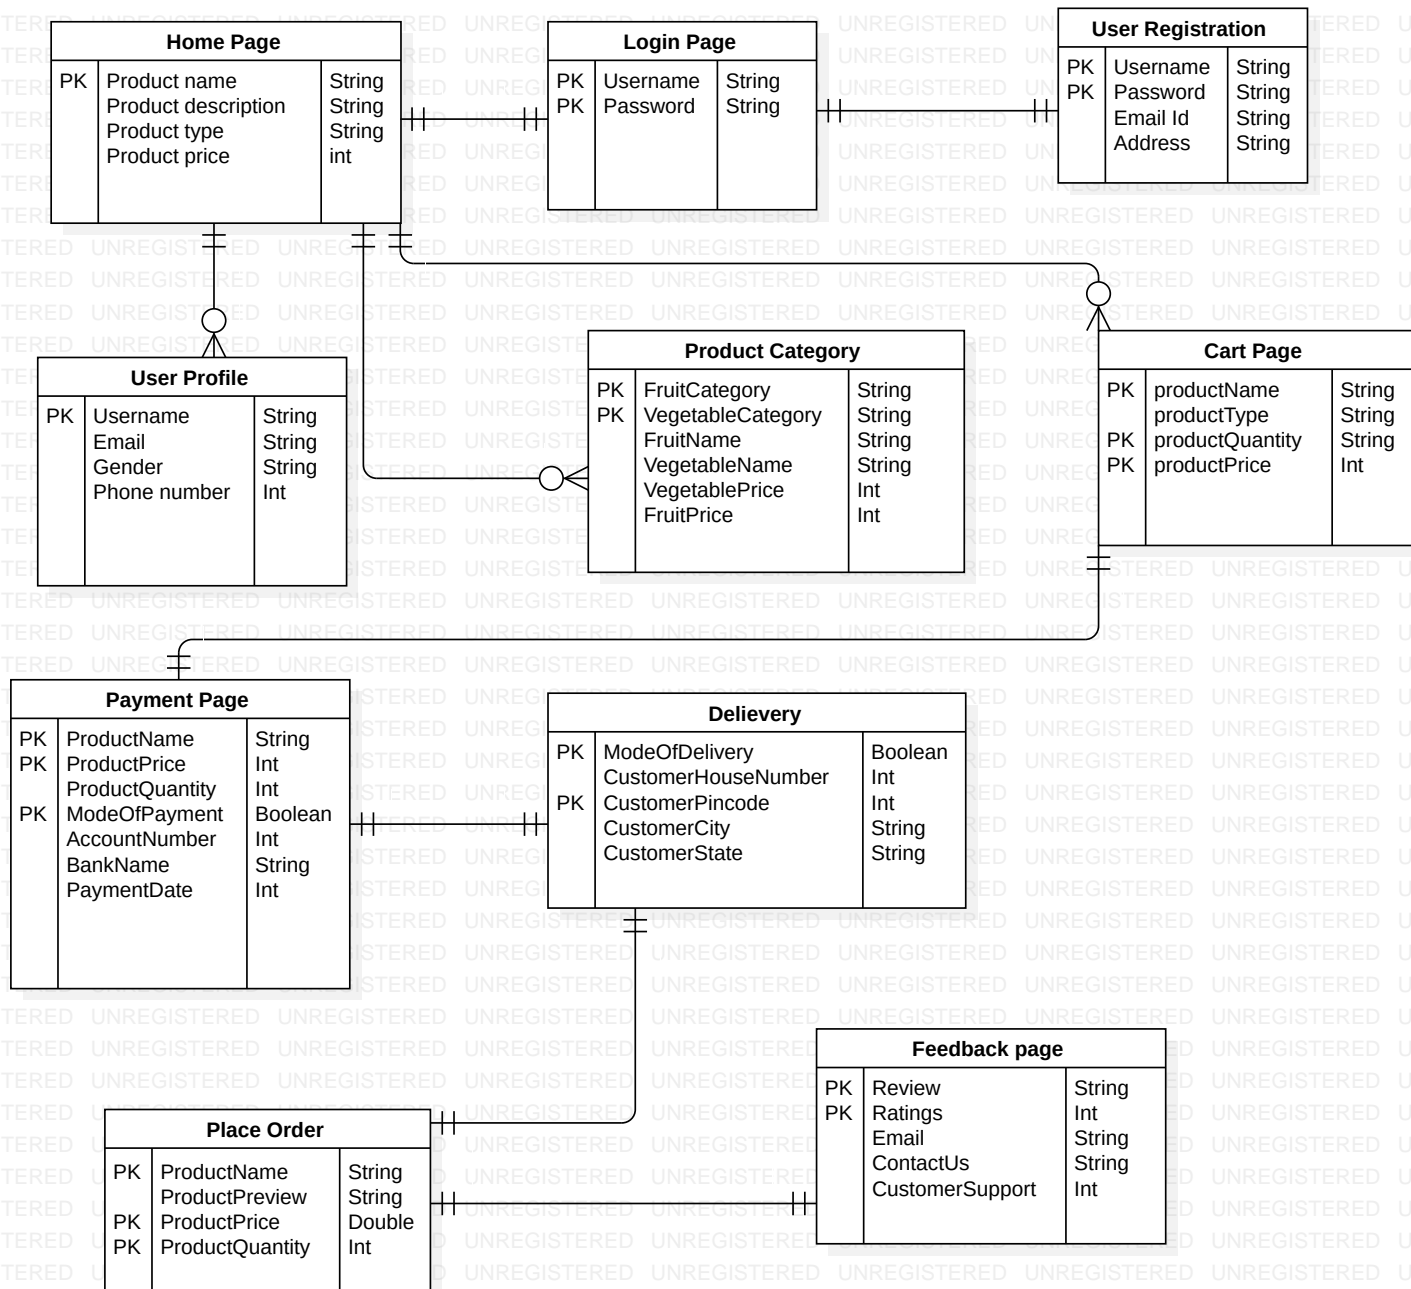 Home Page
PK Product name String
Product description String
Product type String
Product price int
Login Page
PK Username String
PK Password String
User Registration
PK Username String
PK Password String
Email Id String
Address String
User Profile
PK Username String
Email String
Gender String
Phone number Int
Product Category
PK FruitCategory String
PK VegetableCategory String
FruitName String
VegetableName String
VegetablePrice Int
FruitPrice Int
Cart Page
PK productName String
productType String
PK productQuantity String
PK productPrice Int
Payment Page
PK ProductName String
PK ProductPrice Int
ProductQuantity Int
PK ModeOfPayment Boolean
AccountNumber Int
BankName String
PaymentDate Int
Delievery
PK ModeOfDelivery Boolean
CustomerHouseNumber Int
PK CustomerPincode Int
CustomerCity String
CustomerState String
Feedback page
PK Review String
PK Ratings Int
Email String
ContactUs String
CustomerSupport Int
Place Order
PK ProductName String
ProductPreview String
PK ProductPrice Double
PK ProductQuantity Int
UNREGISTERED